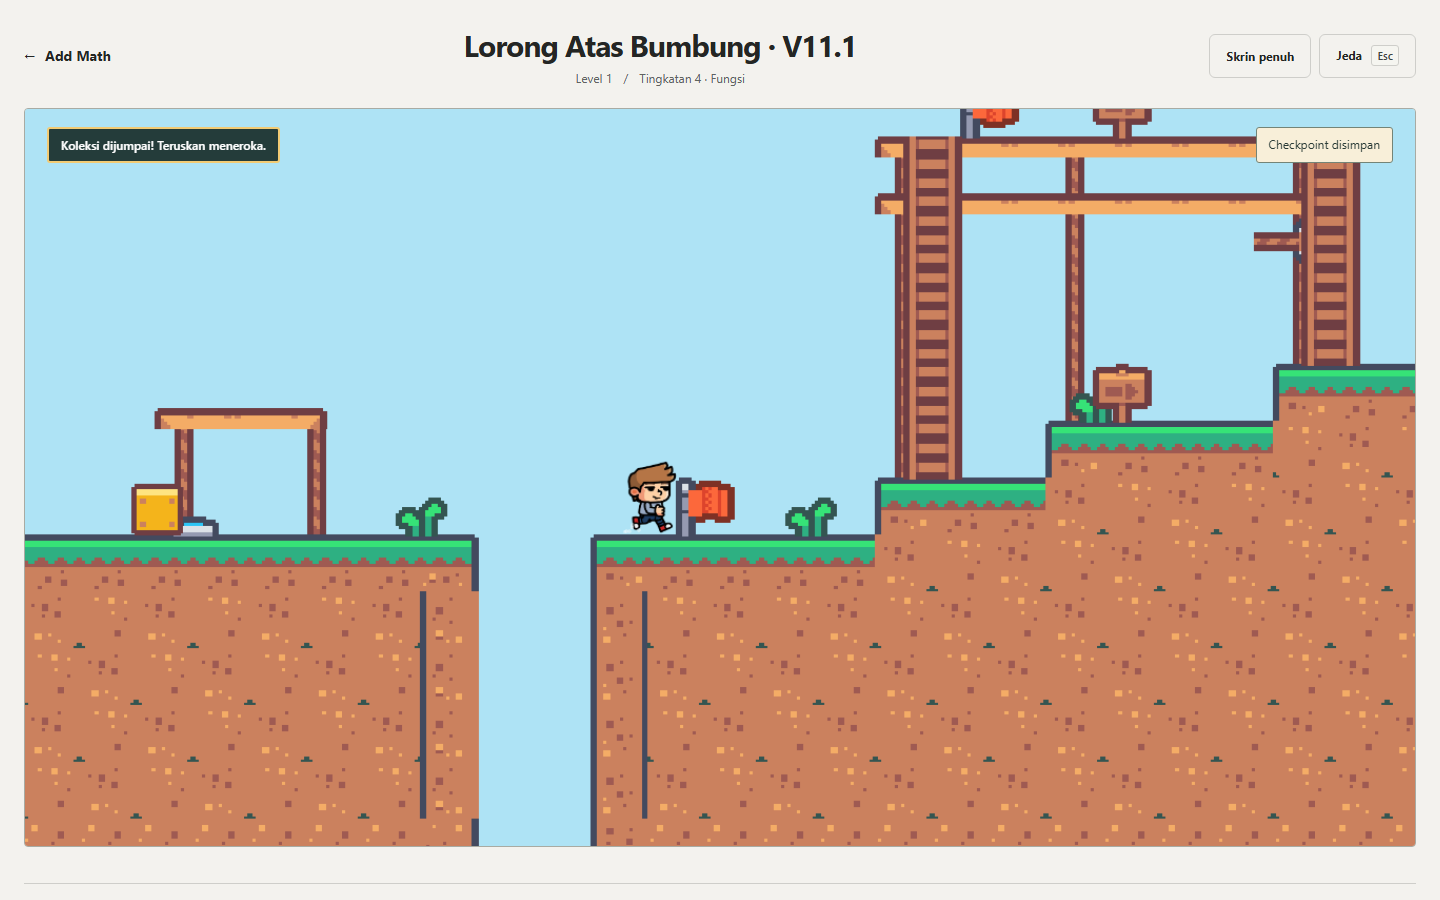 ← Add Math
Lorong Atas Bumbung · V11.1
Level 1 / Tingkatan 4 · Fungsi
Skrin penuh
Jeda Esc
Koleksi dijumpai! Teruskan meneroka.
Checkpoint disimpan